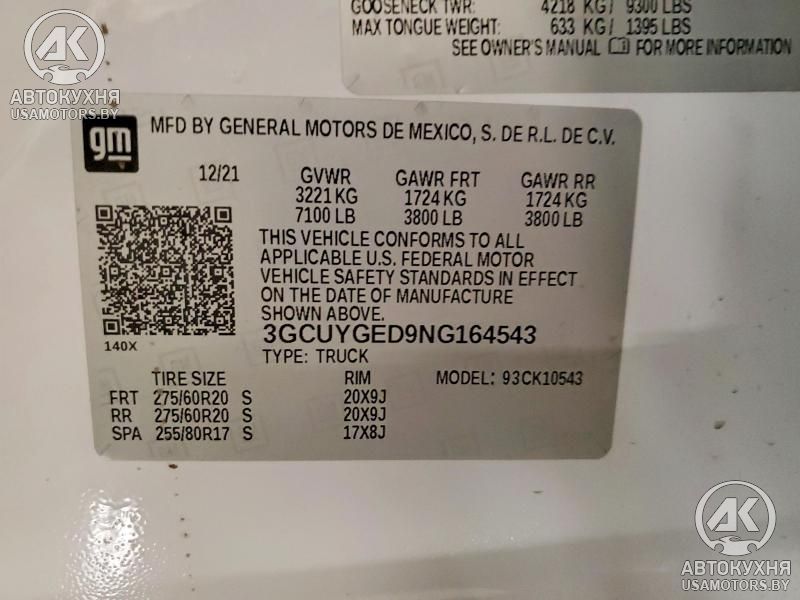 GOOSENECK TWR: 4218 KG/ 9300 LBS
MAX TONGUE WEIGHT: 633 KG/ 1395 LBS
SEE OWNER'S MANUAL FOR MORE INFORMATION
AK
АВТОКУХНЯ
USAMOTORS.BY
gm
MFD BY GENERAL MOTORS DE MEXICO, S. DE R.L. DE C.V.
12/21 GVWR GAWR FRT GAWR RR
3221 KG 1724 KG 1724 KG
7100 LB 3800 LB 3800 LB
THIS VEHICLE CONFORMS TO ALL
APPLICABLE U.S. FEDERAL MOTOR
VEHICLE SAFETY STANDARDS IN EFFECT
ON THE DATE OF MANUFACTURE
SHOWN ABOVE.
3GCUYGED9NG164543
140X
TYPE: TRUCK
TIRE SIZE RIM MODEL: 93CK10543
FRT 275/60R20 S 20X9J
RR 275/60R20 S 20X9J
SPA 255/80R17 S 17X8J
AK
АВТОКУХНЯ
USAMOTORS.BY